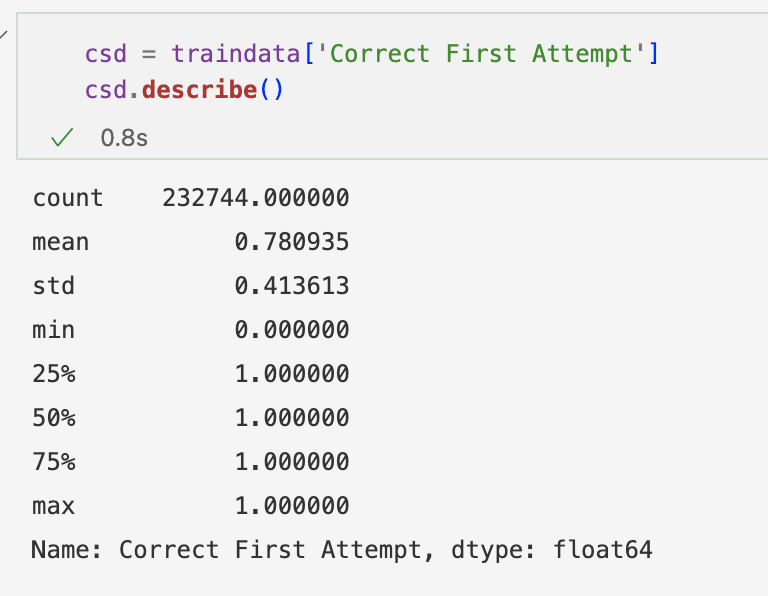 csd = traindata['Correct First Attempt']
csd.describe()
✓ 0.8s
count 232744.000000
mean 0.780935
std 0.413613
min 0.000000
25% 1.000000
50% 1.000000
75% 1.000000
max 1.000000
Name: Correct First Attempt, dtype: float64